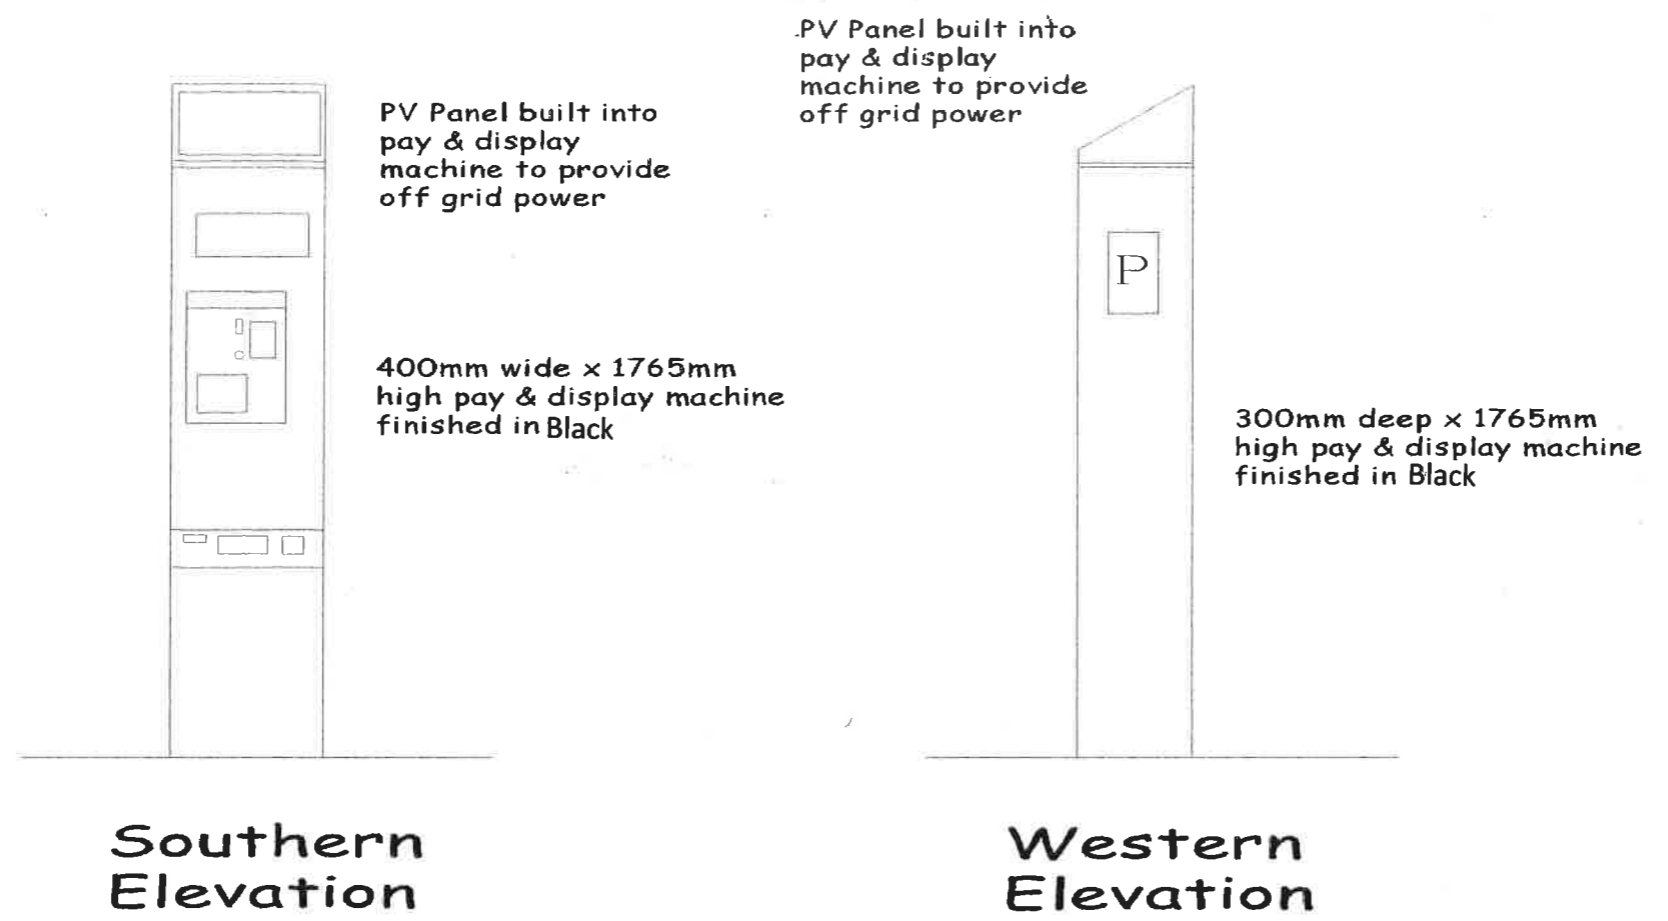 PV Panel built into
pay & display
machine to provide
off grid power
400mm wide x 1765mm
high pay & display machine
finished in Black
Southern
Elevation
PV Panel built into
pay & display
machine to provide
off grid power
P
300mm deep x 1765mm
high pay & display machine
finished in Black
Western
Elevation